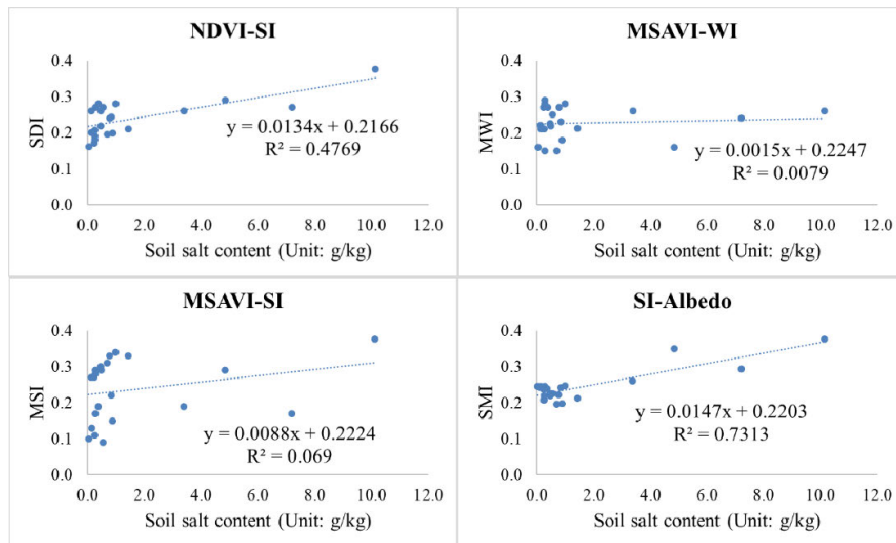 NDVI-SI
0.4
0.3
0.2
0.1
0.0
SDI
y = 0.0134x + 0.2166
R² = 0.4769
0.0 2.0 4.0 6.0 8.0 10.0 12.0
Soil salt content (Unit: g/kg)
MSAVI-WI
0.4
0.3
0.2
0.1
0.0
MWI
y = 0.0015x + 0.2247
R² = 0.0079
0.0 2.0 4.0 6.0 8.0 10.0 12.0
Soil salt content (Unit: g/kg)
MSAVI-SI
0.4
0.3
0.2
0.1
0.0
MSI
y = 0.0088x + 0.2224
R² = 0.069
0.0 2.0 4.0 6.0 8.0 10.0 12.0
Soil salt content (Unit: g/kg)
SI-Albedo
0.4
0.3
0.2
0.1
0.0
SMI
y = 0.0147x + 0.2203
R² = 0.7313
0.0 2.0 4.0 6.0 8.0 10.0 12.0
Soil salt content (Unit: g/kg)